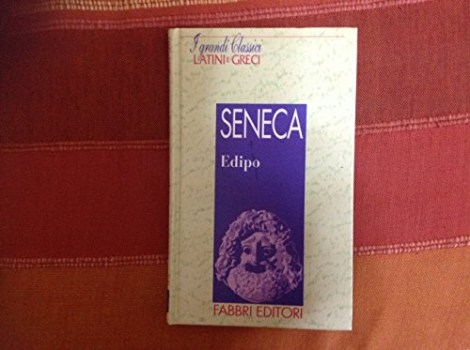 I grandi Classici
LATINI E GRECI
SENECA
Edipo
FABBRI EDITORI